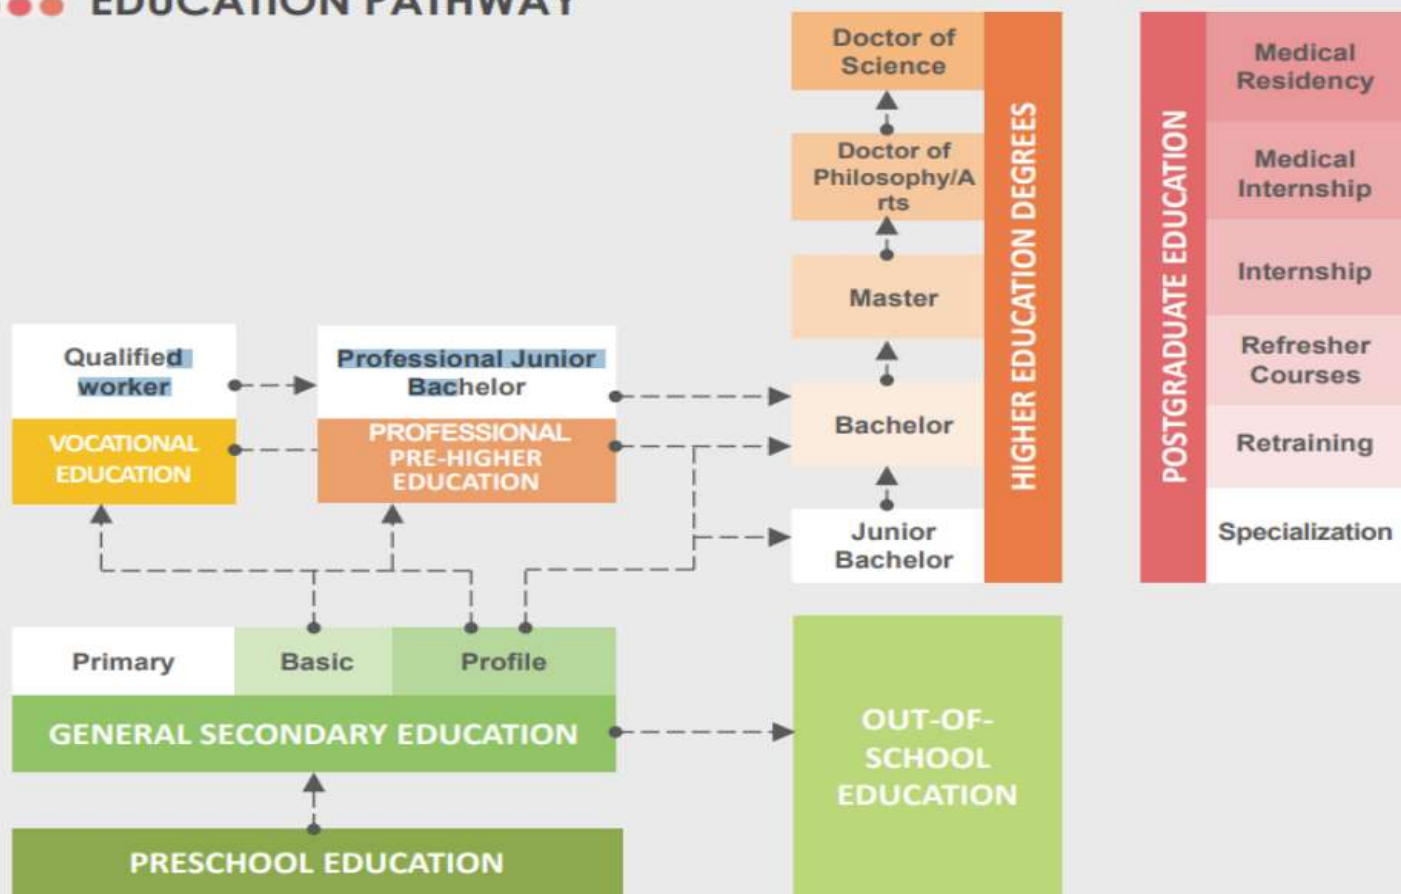 EDUCATION PATHWAY
Doctor of
Science
Doctor of
Philosophy/A
rts
Master
Bachelor
Junior
Bachelor
HIGHER EDUCATION DEGREES
POSTGRADUATE EDUCATION
Medical
Residency
Medical
Internship
Internship
Refresher
Courses
Retraining
Specialization
Qualified
worker
VOCATIONAL
EDUCATION
Professional Junior
Bachelor
PROFESSIONAL
PRE-HIGHER
EDUCATION
Primary
Basic
Profile
GENERAL SECONDARY EDUCATION
OUT-OF-
SCHOOL
EDUCATION
PRESCHOOL EDUCATION